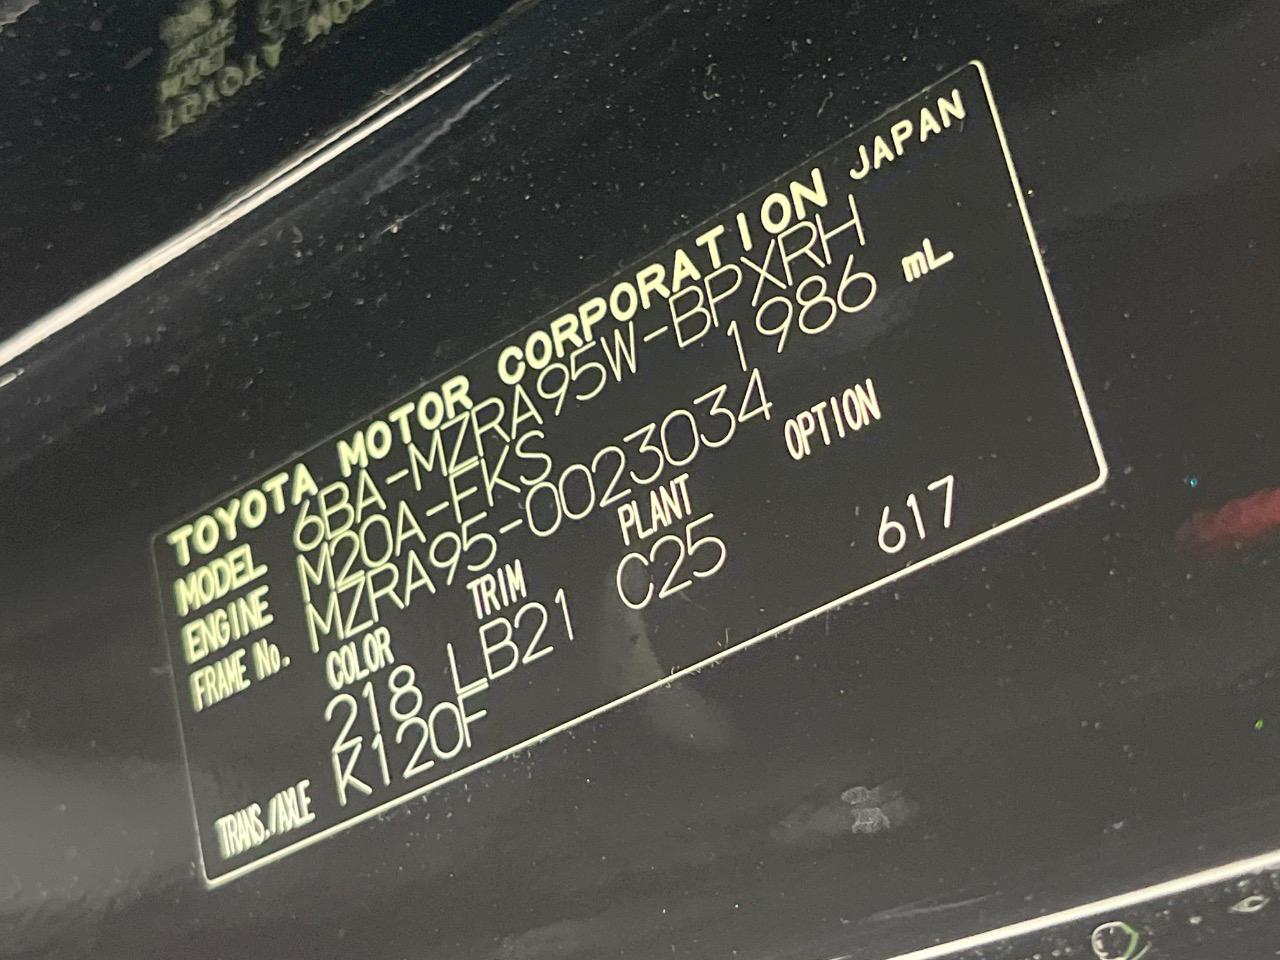 TOYOTA MOTOR CORPORATION JAPAN
MODEL 6BA-MZRA95W-BPXRH
ENGINE M20A-FKS 1986 mL
FRAME No. MZRA95-0023034
COLOR TRIM PLANT OPTION
218 LB21 C25 617
TRANS./AXLE K120F